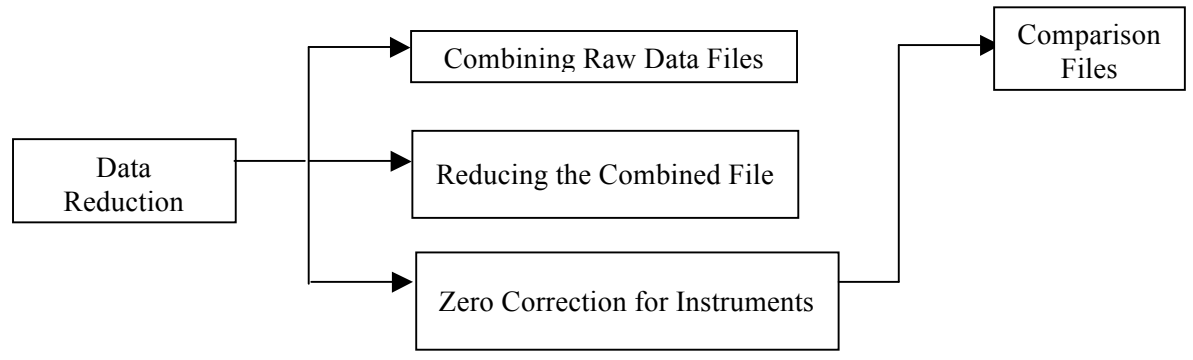 Data
Reduction
Combining Raw Data Files
Reducing the Combined File
Zero Correction for Instruments
Comparison
Files